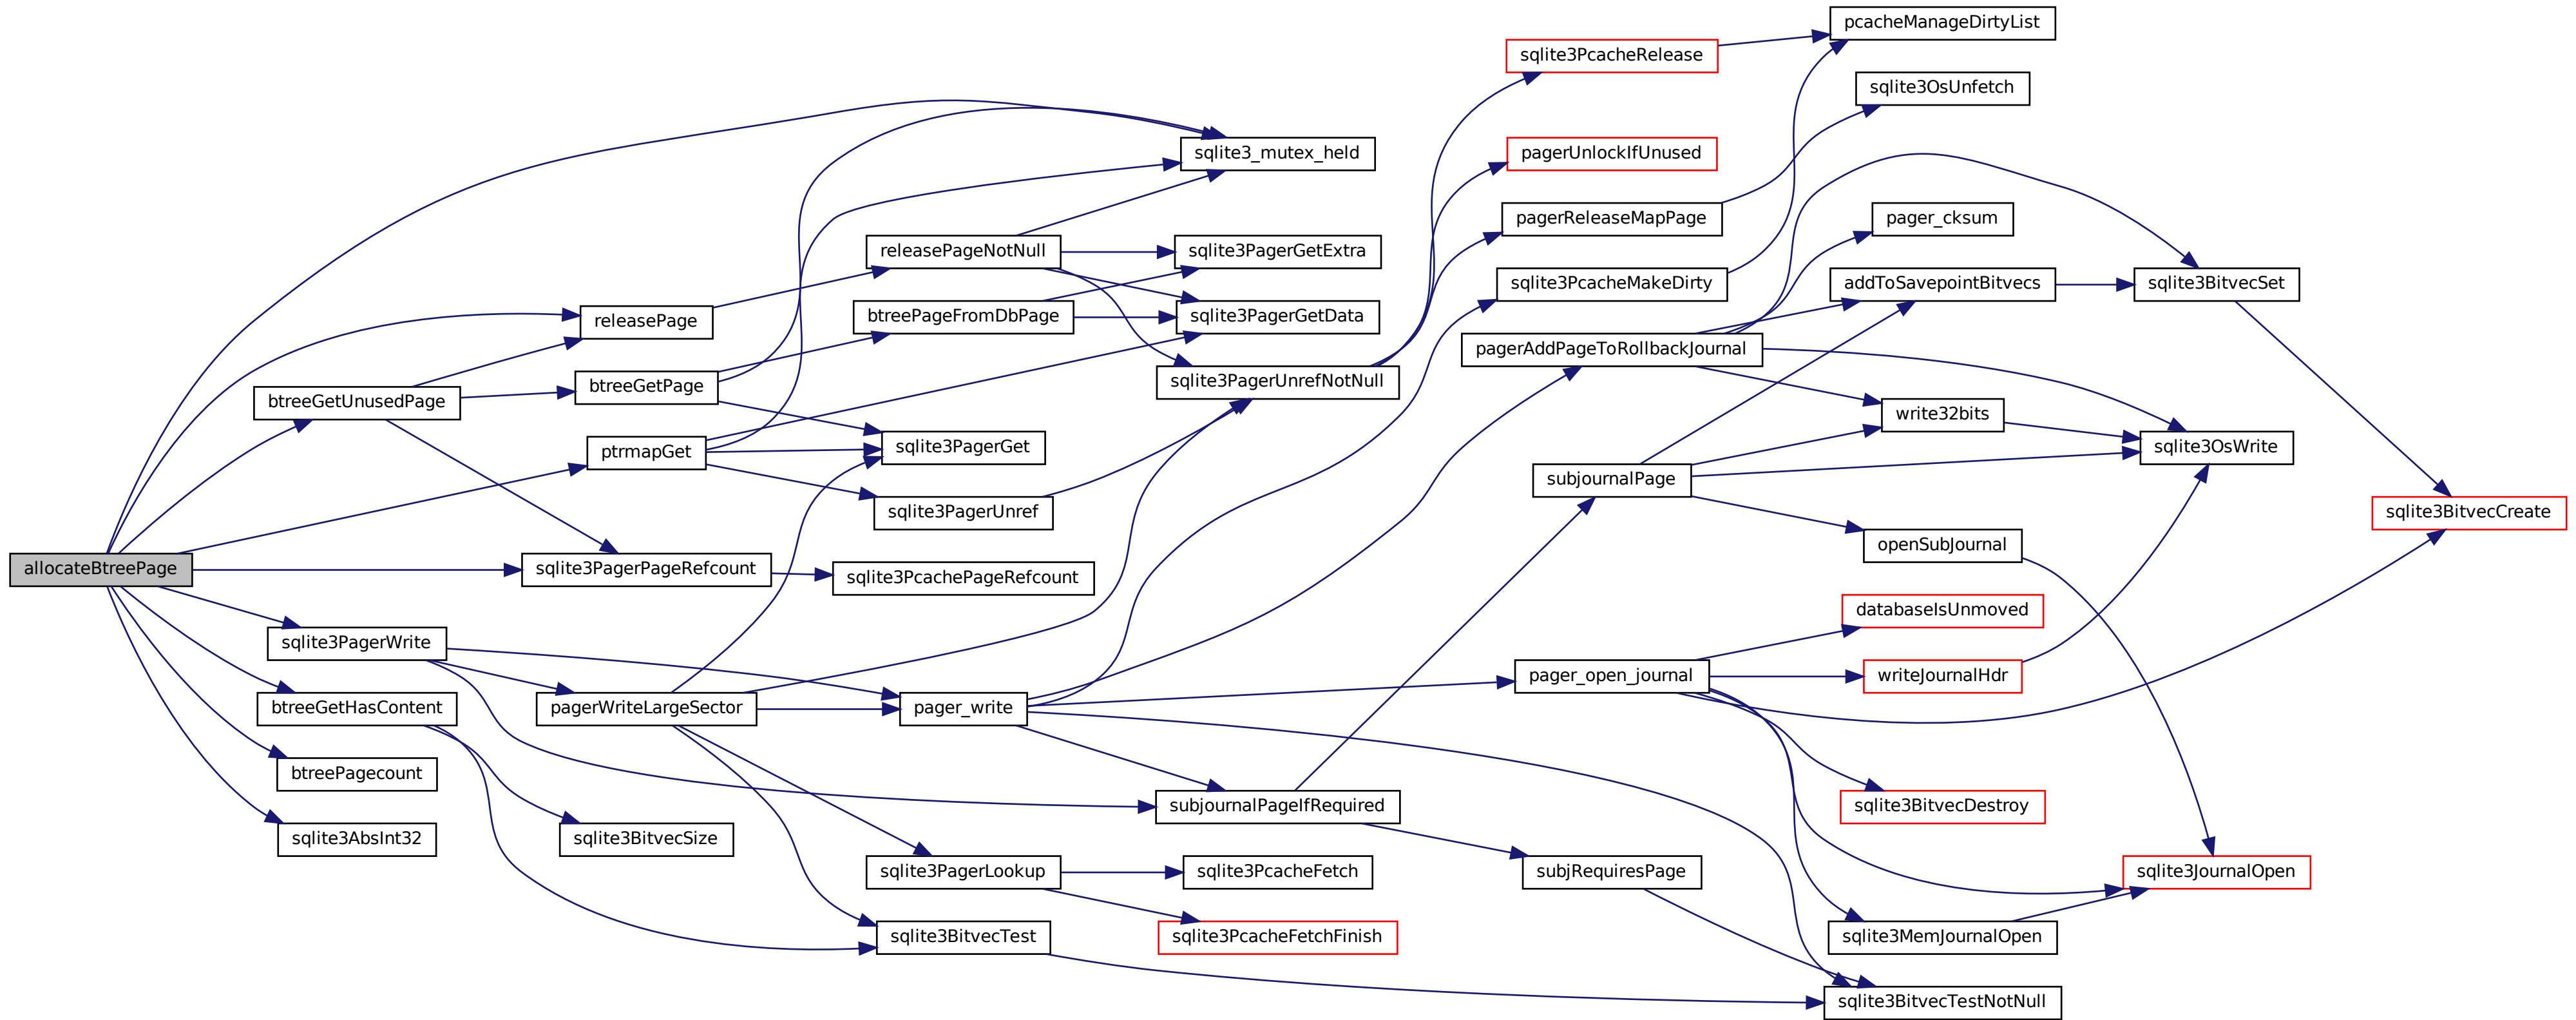 pcacheManageDirtyList
sqlite3PcacheRelease
sqlite3OsUnfetch
sqlite3_mutex_held
pagerUnlockIfUnused
pagerReleaseMapPage
pager_cksum
releasePageNotNull
sqlite3PagerGetExtra
sqlite3PcacheMakeDirty
addToSavepointBitvecs
sqlite3BitvecSet
releasePage
btreePageFromDbPage
sqlite3PagerGetData
pagerAddPageToRollbackJournal
btreeGetUnusedPage
btreeGetPage
sqlite3PagerUnrefNotNull
write32bits
ptrmapGet
sqlite3PagerGet
sqlite3OsWrite
subjournalPage
sqlite3PagerUnref
sqlite3BitvecCreate
openSubJournal
allocateBtreePage
sqlite3PagerPageRefcount
sqlite3PcachePageRefcount
databaseIsUnmoved
sqlite3PagerWrite
pager_open_journal
writeJournalHdr
btreeGetHasContent
pagerWriteLargeSector
pager_write
btreePagecount
subjournalPageIfRequired
sqlite3BitvecDestroy
sqlite3AbsInt32
sqlite3BitvecSize
sqlite3PagerLookup
sqlite3PcacheFetch
subjRequiresPage
sqlite3JournalOpen
sqlite3BitvecTest
sqlite3PcacheFetchFinish
sqlite3MemJournalOpen
sqlite3BitvecTestNotNull